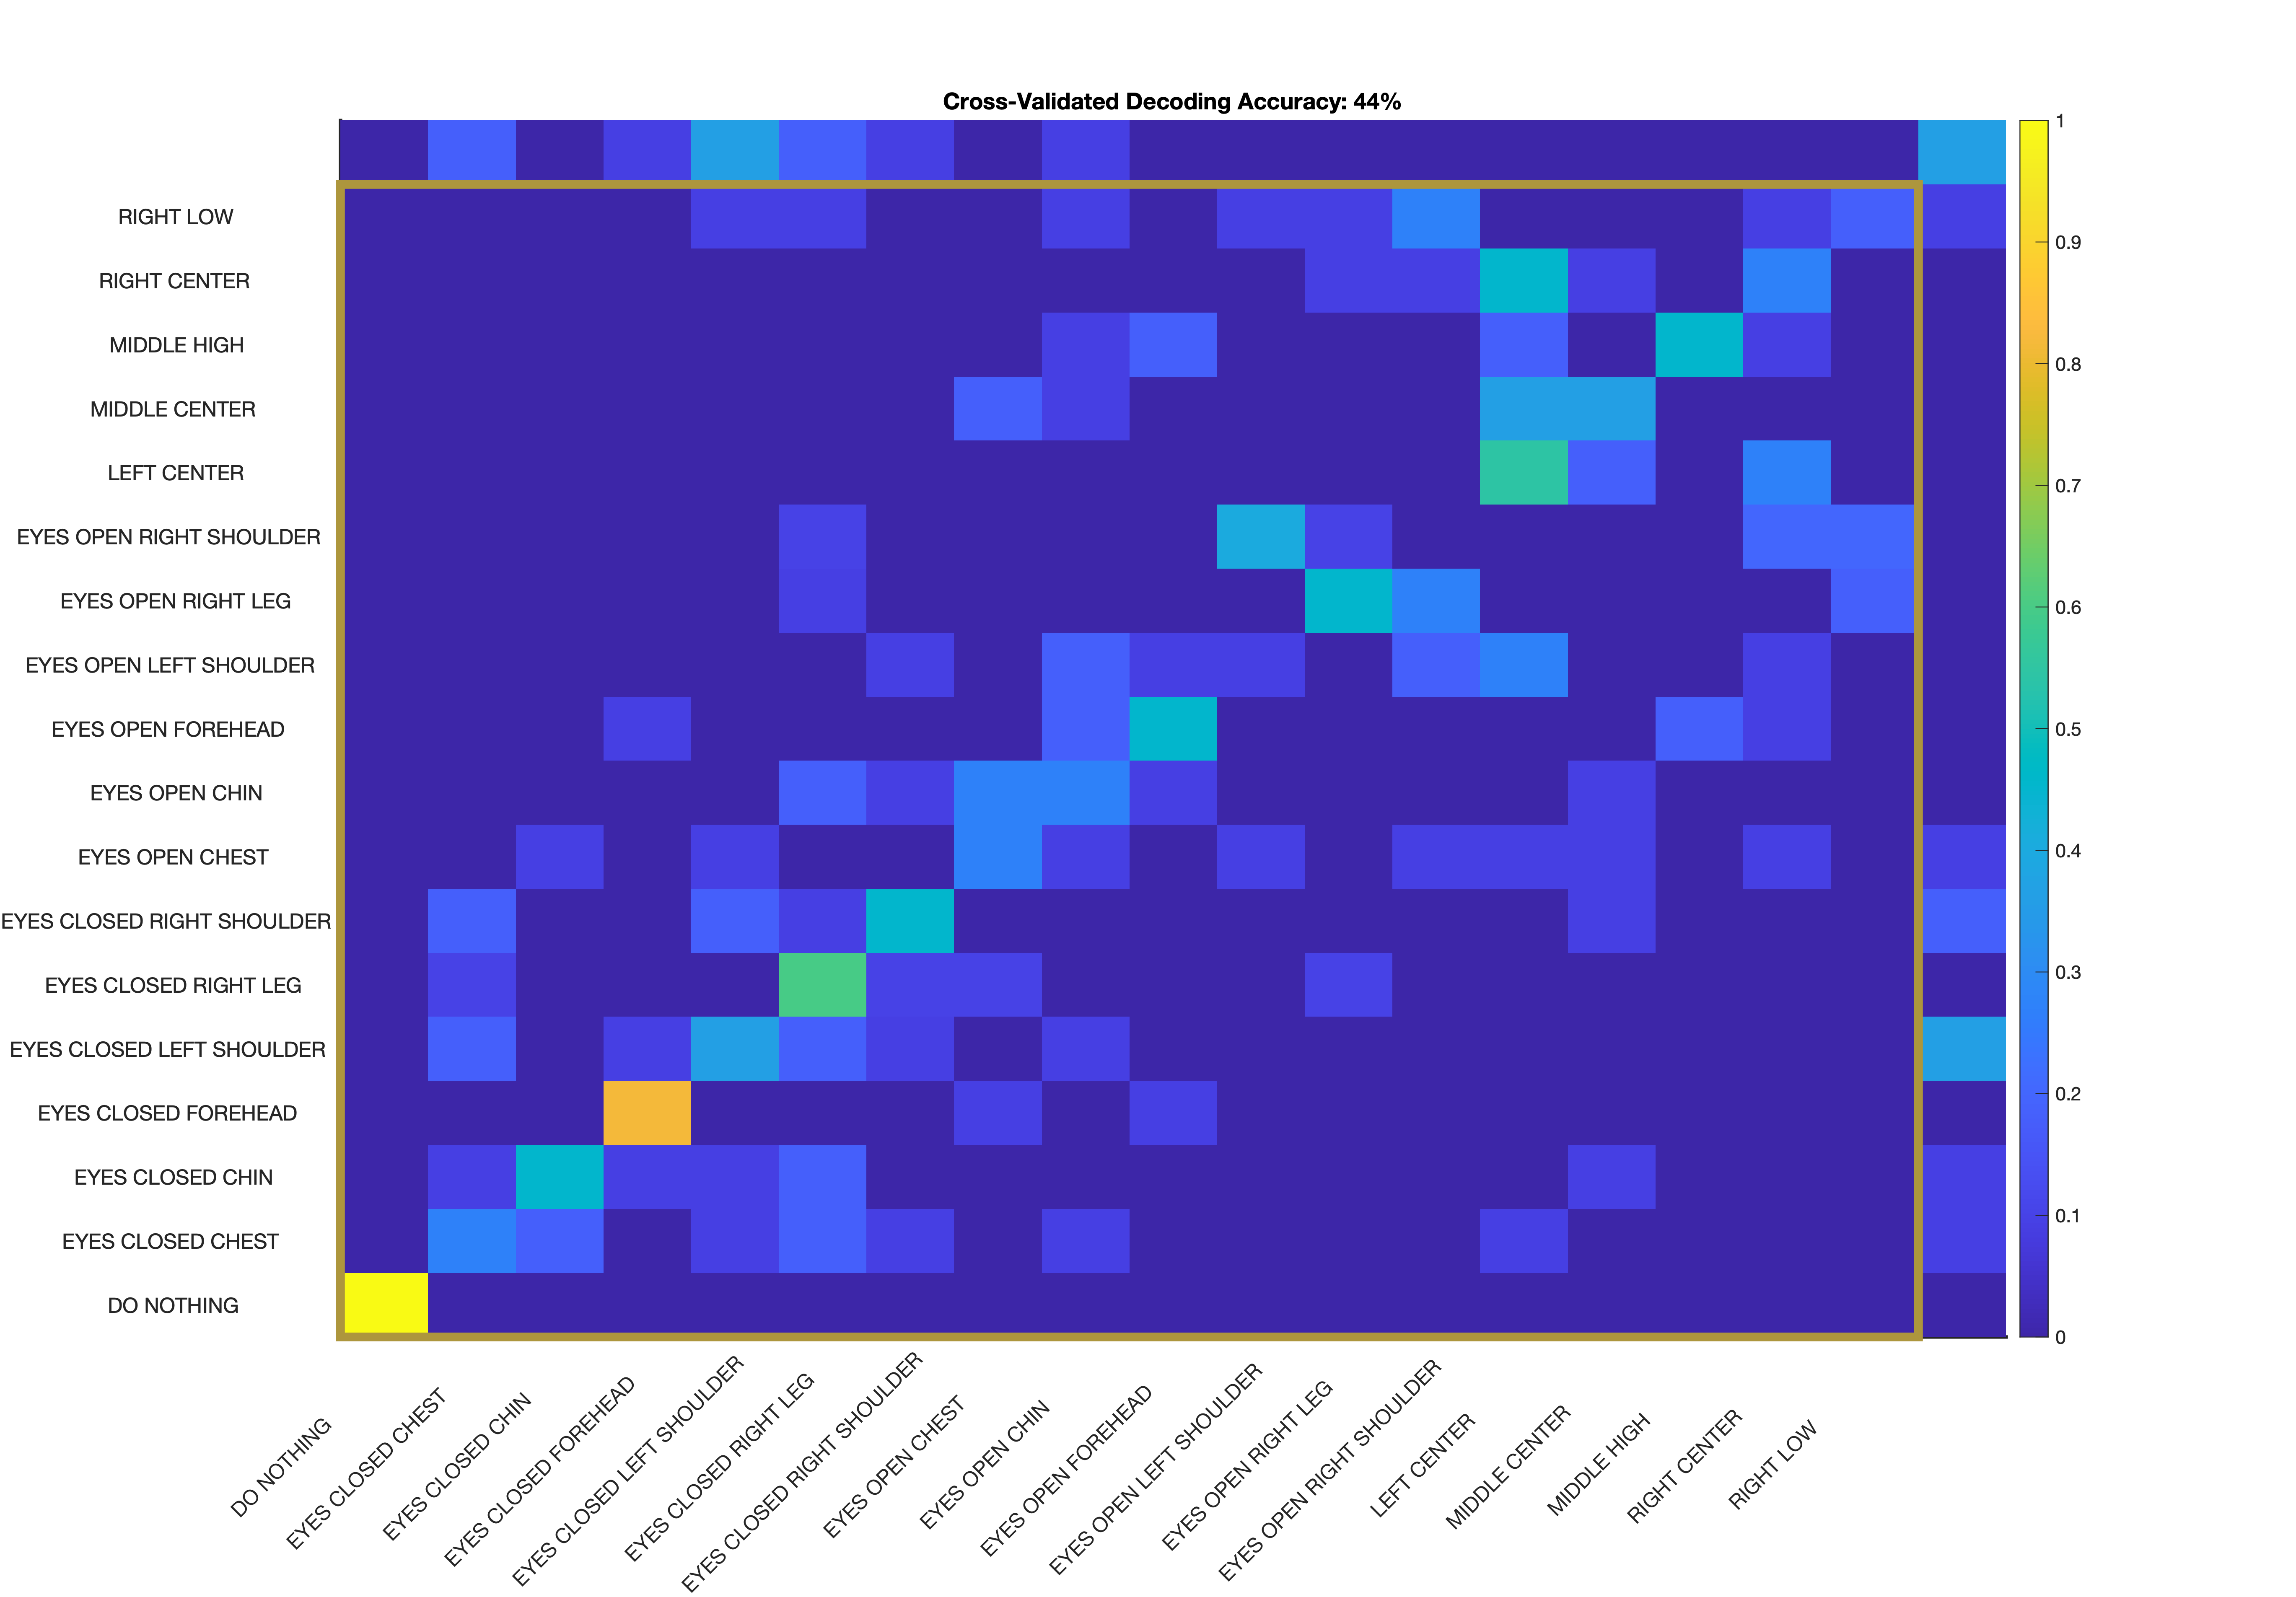 Cross-Validated Decoding Accuracy: 44%
RIGHT LOW
RIGHT CENTER
MIDDLE HIGH
MIDDLE CENTER
LEFT CENTER
EYES OPEN RIGHT SHOULDER
EYES OPEN RIGHT LEG
EYES OPEN LEFT SHOULDER
EYES OPEN FOREHEAD
EYES OPEN CHIN
EYES OPEN CHEST
EYES CLOSED RIGHT SHOULDER
EYES CLOSED RIGHT LEG
EYES CLOSED LEFT SHOULDER
EYES CLOSED FOREHEAD
EYES CLOSED CHIN
EYES CLOSED CHEST
DO NOTHING
DO NOTHING
EYES CLOSED CHEST
EYES CLOSED CHIN
EYES CLOSED FOREHEAD
EYES CLOSED LEFT SHOULDER
EYES CLOSED RIGHT LEG
EYES CLOSED RIGHT SHOULDER
EYES OPEN CHEST
EYES OPEN CHIN
EYES OPEN FOREHEAD
EYES OPEN LEFT SHOULDER
EYES OPEN RIGHT LEG
EYES OPEN RIGHT SHOULDER
LEFT CENTER
MIDDLE CENTER
MIDDLE HIGH
RIGHT CENTER
RIGHT LOW
1
0.9
0.8
0.7
0.6
0.5
0.4
0.3
0.2
0.1
0